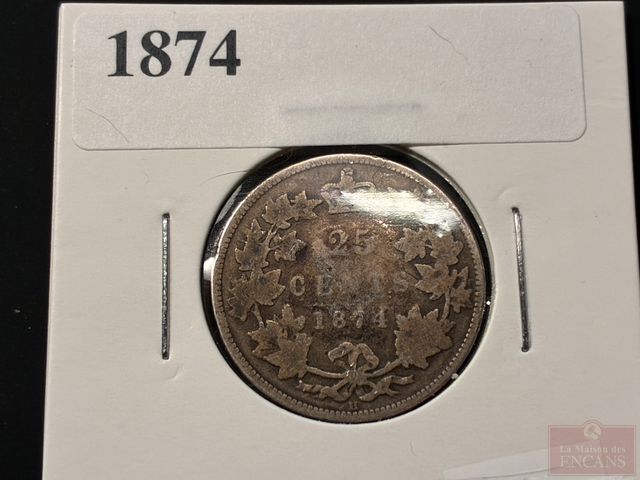 1874
25
CENTS
1874
H
La Maison des
ENCANS